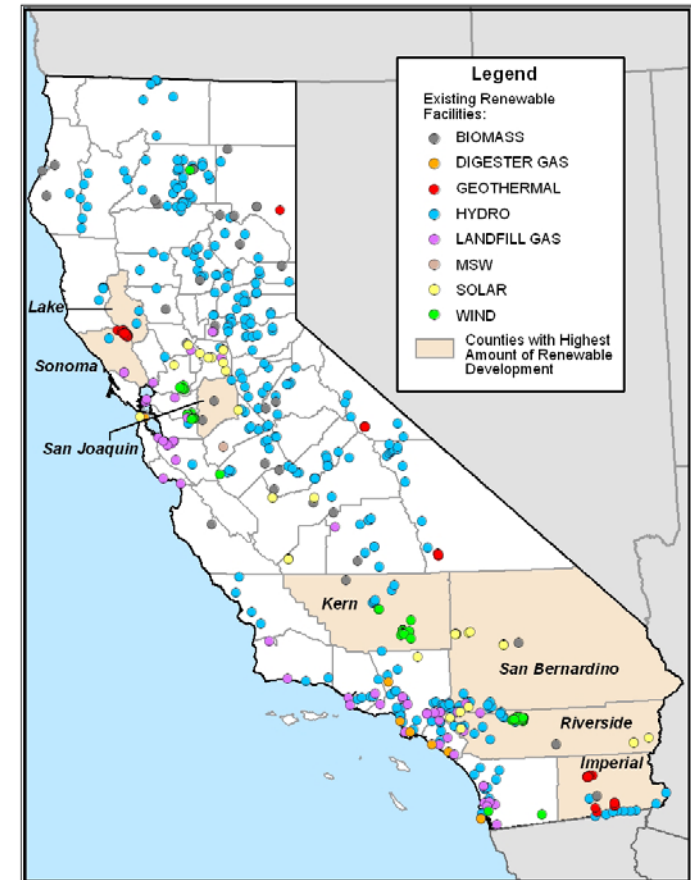 Legend
Existing Renewable
Facilities:
BIOMASS
DIGESTER GAS
GEOTHERMAL
HYDRO
LANDFILL GAS
MSW
SOLAR
WIND
Counties with Highest
Amount of Renewable
Development
Lake
Sonoma
San Joaquin
Kern
San Bernardino
Riverside
Imperial